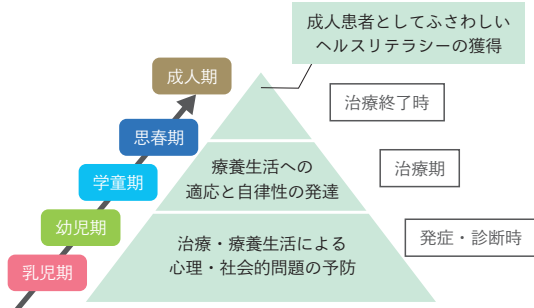 成人患者としてふさわしい
ヘルスリテラシーの獲得
成人期
治療終了時
思春期
療養生活への
適応と自律性の発達
治療期
学童期
幼児期
治療・療養生活による
心理・社会的問題の予防
発症・診断時
乳児期